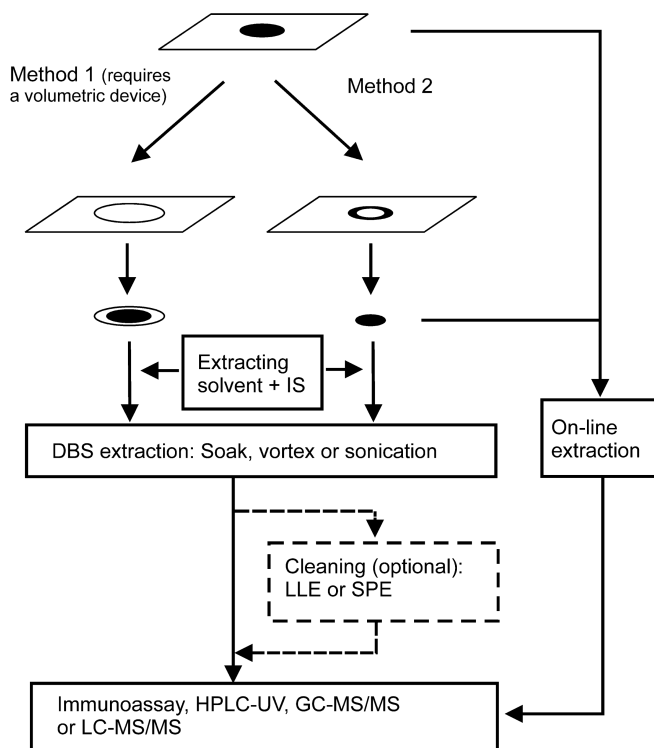 Method 1 (requires
a volumetric device)
Method 2
Extracting
solvent + IS
DBS extraction: Soak, vortex or sonication
On-line
extraction
Cleaning (optional):
LLE or SPE
Immunoassay, HPLC-UV, GC-MS/MS
or LC-MS/MS